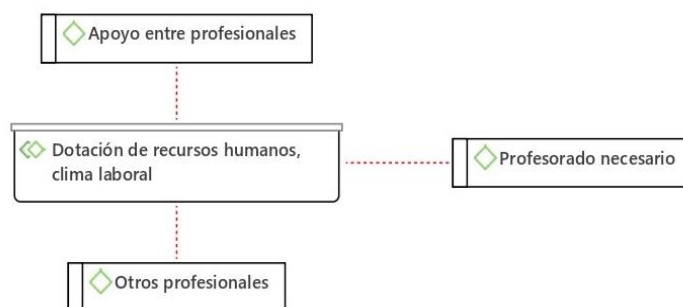 Apoyo entre profesionales
Dotación de recursos humanos,
clima laboral
Profesorado necesario
Otros profesionales